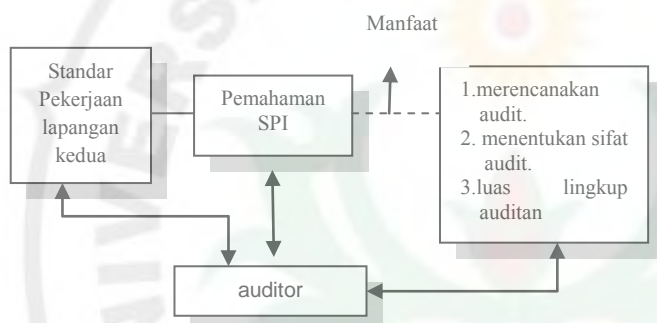 Manfaat
Standar
Pekerjaan
lapangan
kedua
Pemahaman
SPI
1.merencanakan
audit.
2. menentukan sifat
audit.
3.luas lingkup
auditan
auditor